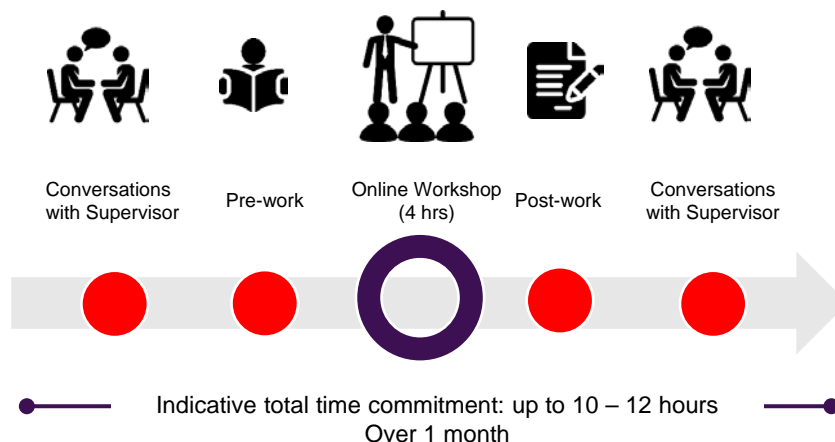 Conversations
with Supervisor
Pre-work
Online Workshop
(4 hrs)
Post-work
Conversations
with Supervisor
Indicative total time commitment: up to 10 – 12 hours
Over 1 month